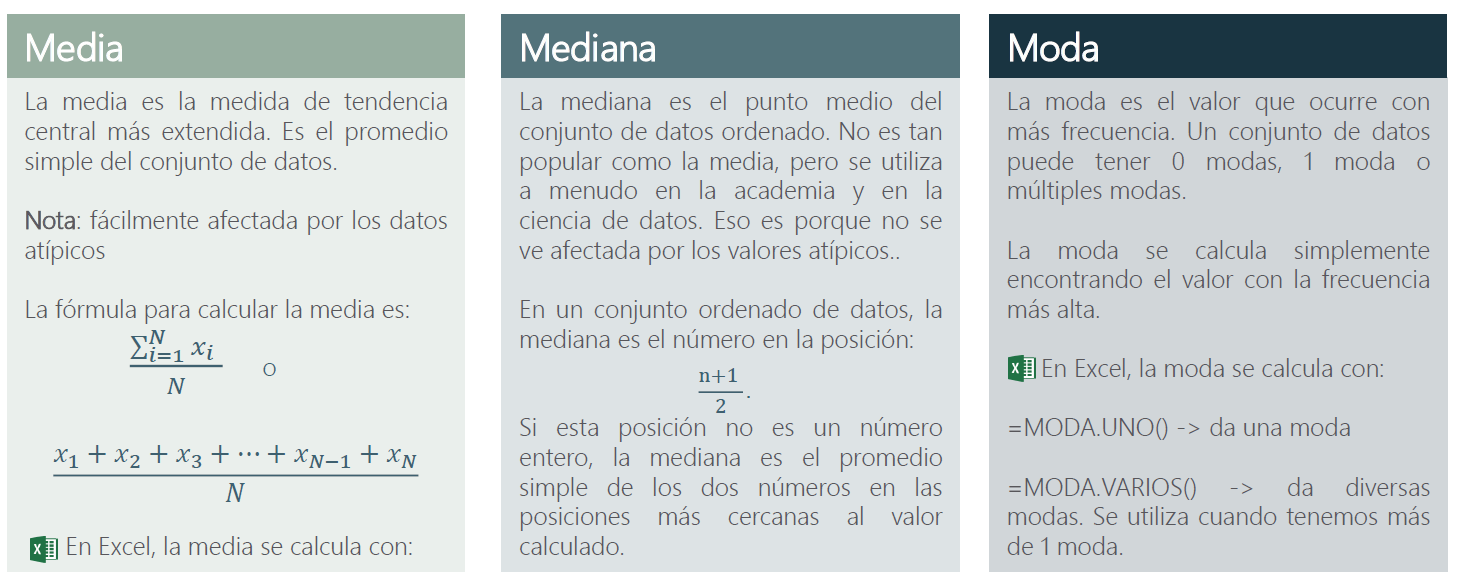 Media
La media es la medida de tendencia
central más extendida. Es el promedio
simple del conjunto de datos.
Nota: fácilmente afectada por los datos
atípicos
La fórmula para calcular la media es:
∑ᴺᵢ₌₁ xᵢ / N o
x₁ + x₂ + x₃ + ⋯ + x_{N−1} + x_N
N
En Excel, la media se calcula con:
Mediana
La mediana es el punto medio del
conjunto de datos ordenado. No es tan
popular como la media, pero se utiliza
a menudo en la academia y en la
ciencia de datos. Eso es porque no se
ve afectada por los valores atípicos..
En un conjunto ordenado de datos, la
mediana es el número en la posición:
n+1
2 .
Si esta posición no es un número
entero, la mediana es el promedio
simple de los dos números en las
posiciones más cercanas al valor
calculado.
Moda
La moda es el valor que ocurre con
más frecuencia. Un conjunto de datos
puede tener 0 modas, 1 moda o
múltiples modas.
La moda se calcula simplemente
encontrando el valor con la frecuencia
más alta.
En Excel, la moda se calcula con:
=MODA.UNO() -> da una moda
=MODA.VARIOS() -> da diversas
modas. Se utiliza cuando tenemos más
de 1 moda.